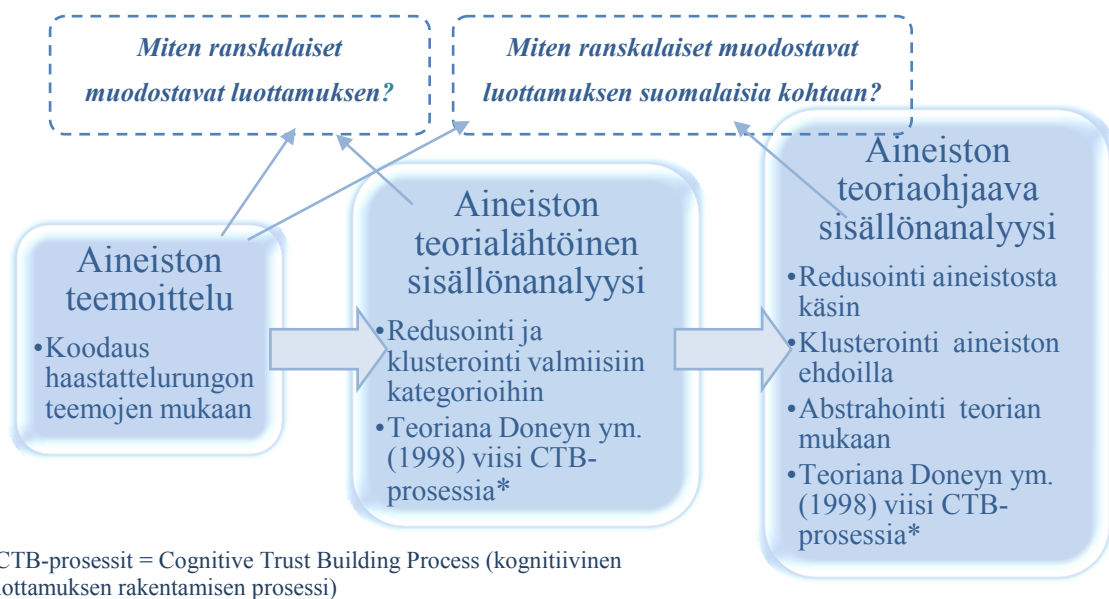 Miten ranskalaiset
muodostavat luottamuksen?
Miten ranskalaiset muodostavat
luottamuksen suomalaisia kohtaan?
Aineiston
teemoittelu
•Koodaus
haastattelurungon
teemojen mukaan
Aineiston
teorialähtöinen
sisällönanalyysi
•Redusointi ja
klusterointi valmiisiin
kategorioihin
•Teoriana Doneyn ym.
(1998) viisi CTB-
prosessia*
Aineiston
teoriaohjaava
sisällönanalyysi
•Redusointi aineistosta
käsin
•Klusterointi aineiston
ehdoilla
•Abstrahointi teorian
mukaan
•Teoriana Doneyn ym.
(1998) viisi CTB-
prosessia*
CTB-prosessit = Cognitive Trust Building Process (kognitiivinen
ottamuksen rakentamisen prosessi)